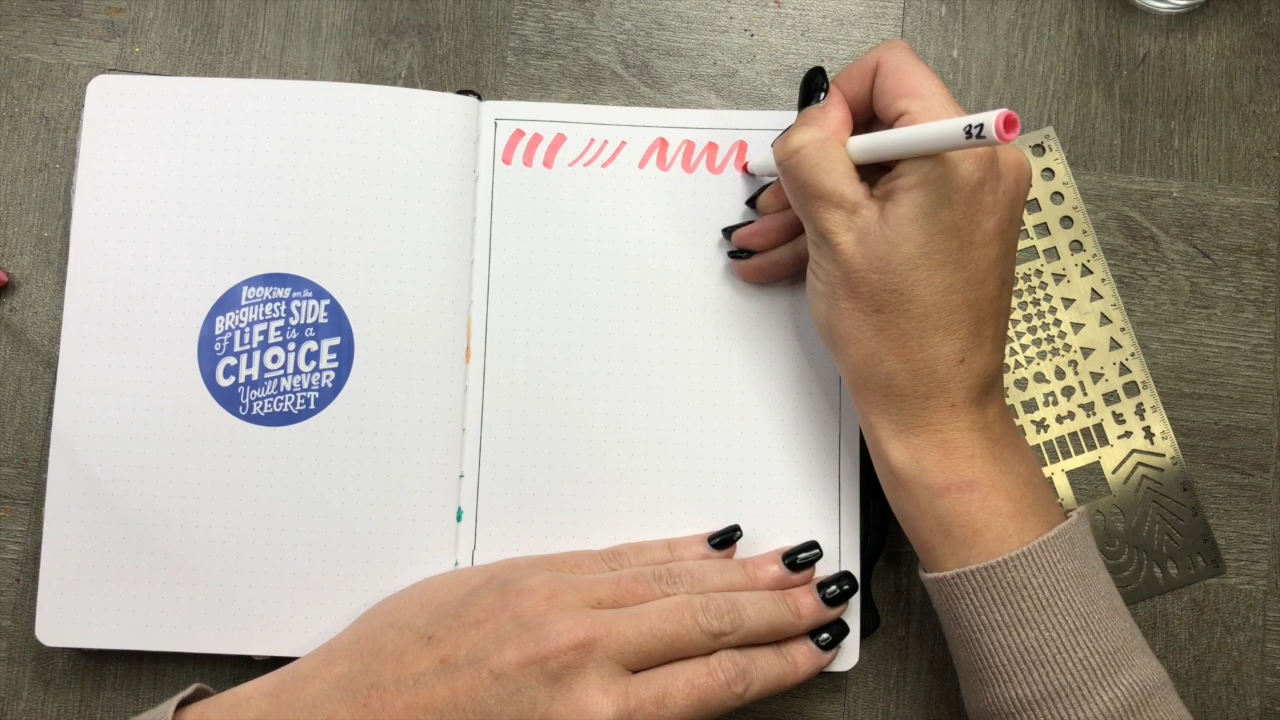 LOOKING on the
BRIGHTEST SIDE
of LIFE is a
CHOICE
You'll NEVER
REGRET
32